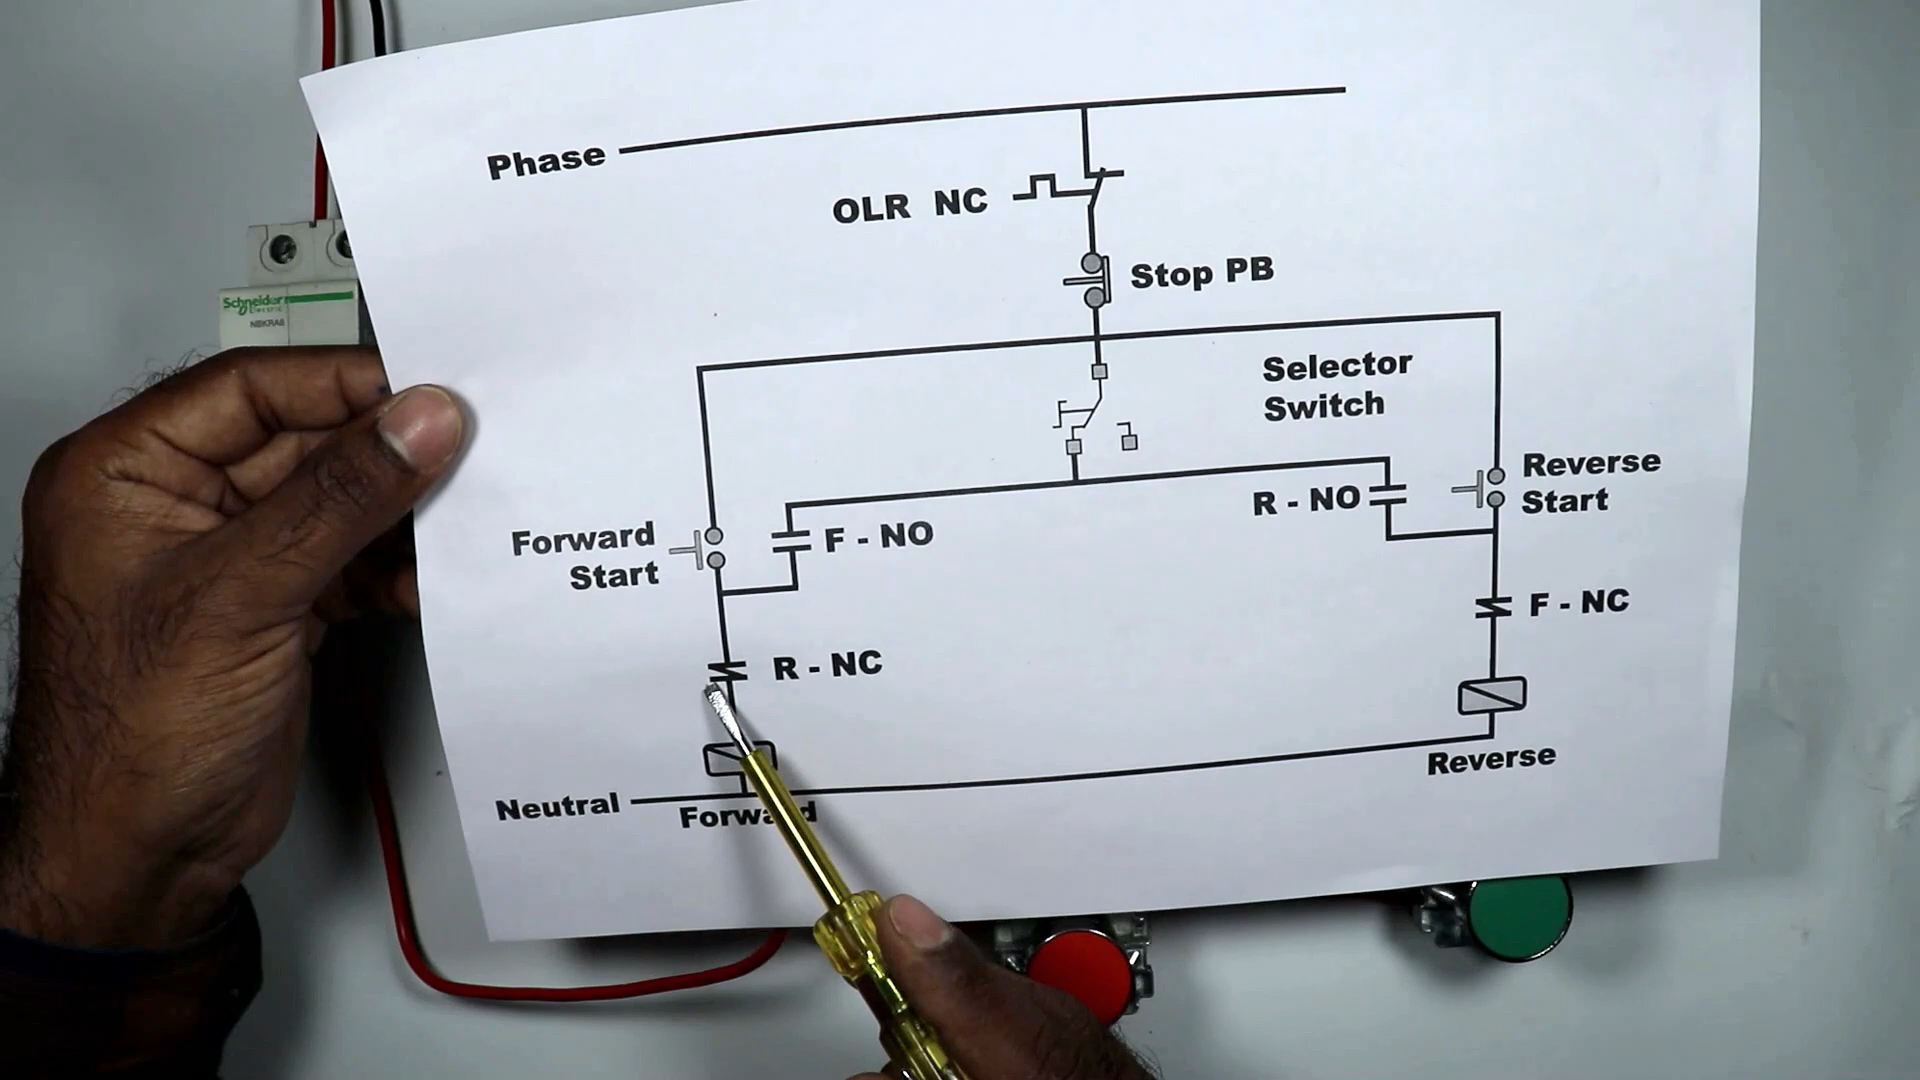 Phase
OLR NC
Stop PB
Schneider
Electric
NBKRA8
Selector
Switch
Reverse
Start
R - NO
Forward
Start
F - NO
F - NC
R - NC
Reverse
Neutral
Forward